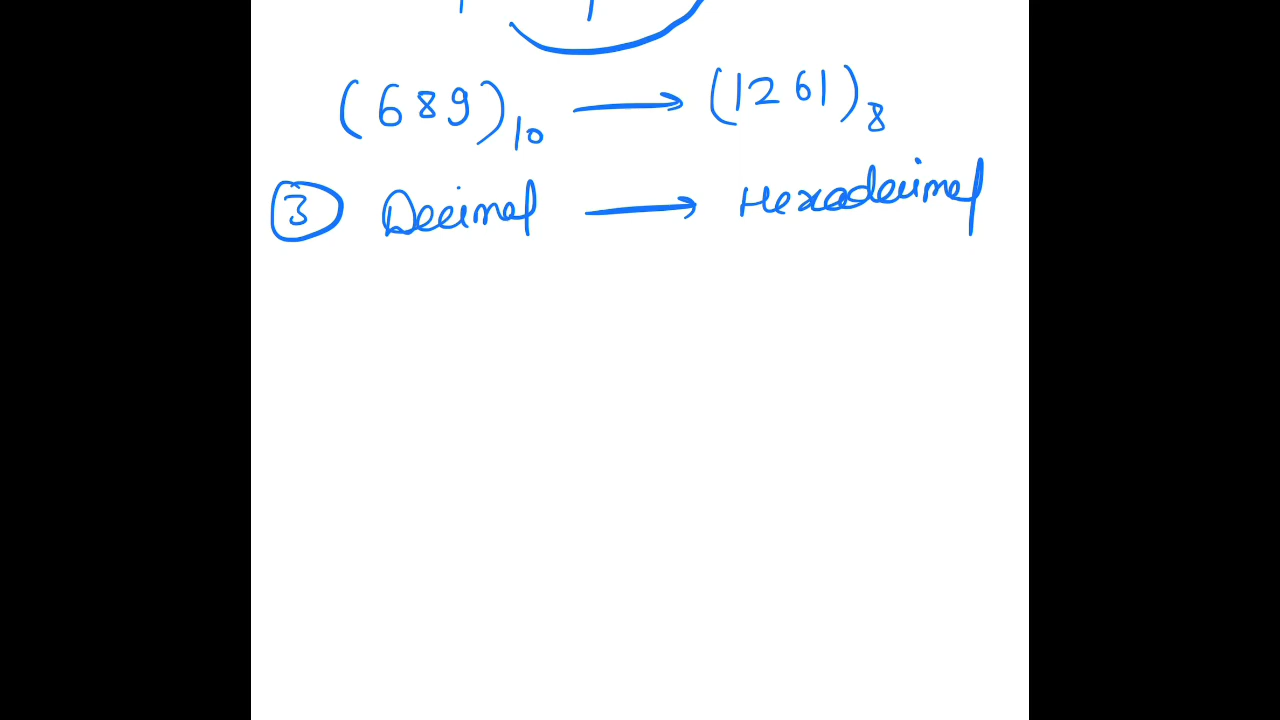 (689)₁₀ → (1261)₈
③ Decimal → Hexadecimal